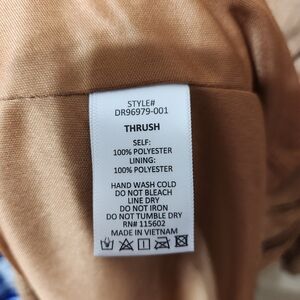 STYLE#
DR96979-001
THRUSH
SELF:
100% POLYESTER
LINING:
100% POLYESTER
HAND WASH COLD
DO NOT BLEACH
LINE DRY
DO NOT IRON
DO NOT TUMBLE DRY
RN# 115602
MADE IN VIETNAM